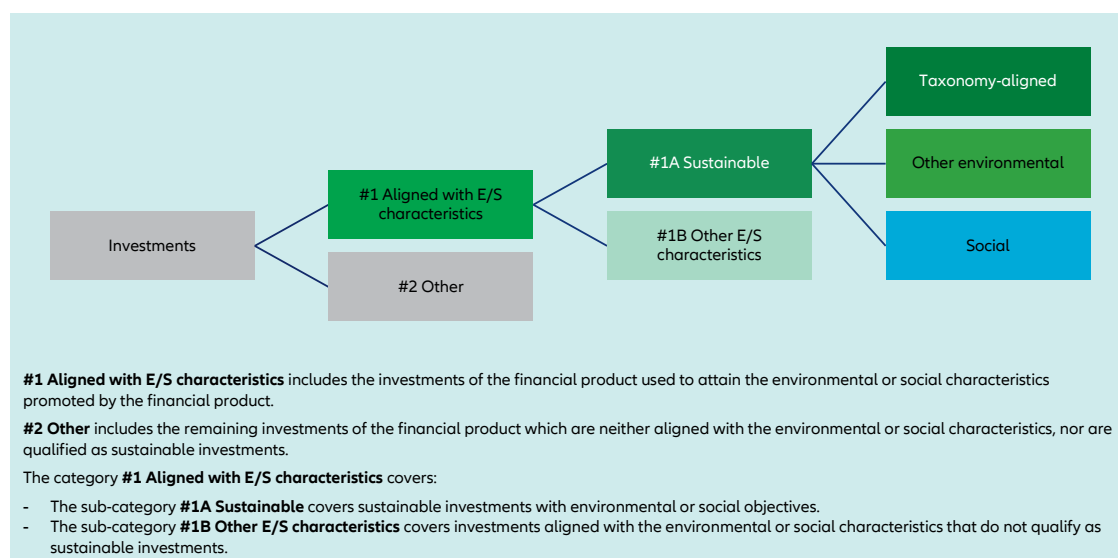 Taxonomy-aligned
#1A Sustainable
Other environmental
#1 Aligned with E/S
characteristics
#1B Other E/S
characteristics
Investments
Social
#2 Other
#1 Aligned with E/S characteristics includes the investments of the financial product used to attain the environmental or social characteristics
promoted by the financial product.
#2 Other includes the remaining investments of the financial product which are neither aligned with the environmental or social characteristics, nor are
qualified as sustainable investments.
The category #1 Aligned with E/S characteristics covers:
- The sub-category #1A Sustainable covers sustainable investments with environmental or social objectives.
- The sub-category #1B Other E/S characteristics covers investments aligned with the environmental or social characteristics that do not qualify as
sustainable investments.